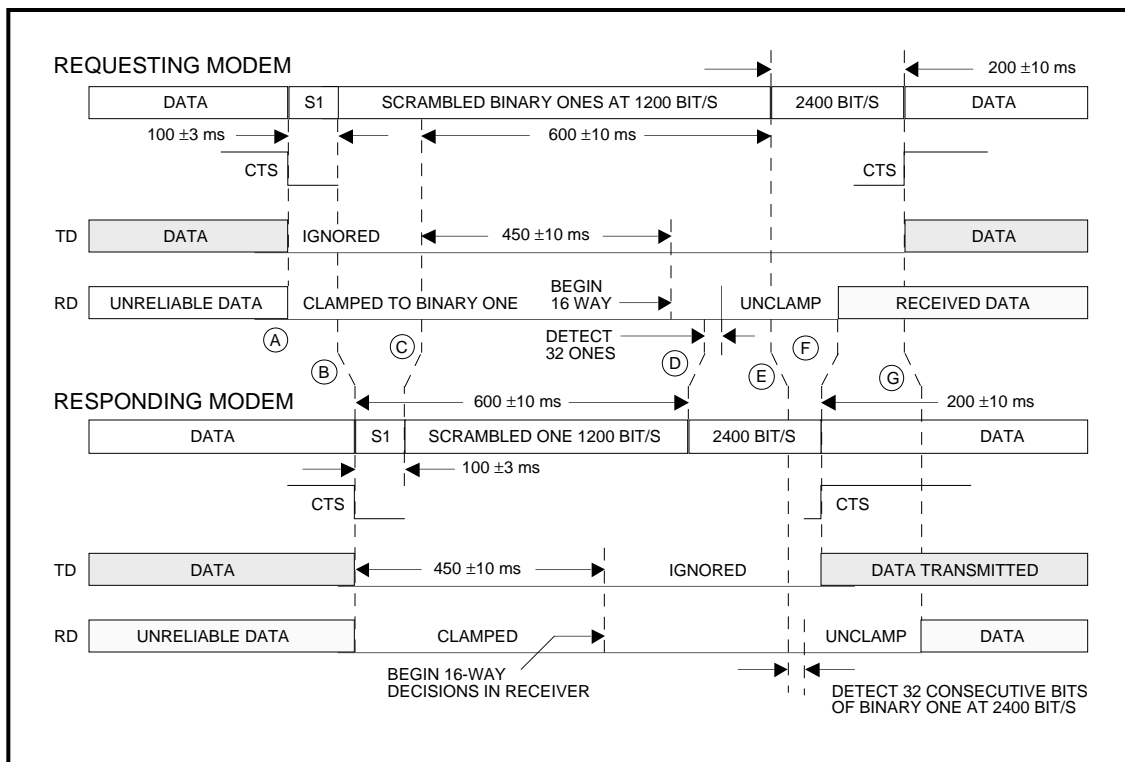 REQUESTING MODEM
200 ±10 ms
DATA S1 SCRAMBLED BINARY ONES AT 1200 BIT/S 2400 BIT/S DATA
100 ±3 ms 600 ±10 ms
CTS CTS
TD DATA IGNORED 450 ±10 ms DATA
BEGIN
RD UNRELIABLE DATA CLAMPED TO BINARY ONE 16 WAY UNCLAMP RECEIVED DATA
DETECT
32 ONES
A B C D E F G
RESPONDING MODEM 600 ±10 ms 200 ±10 ms
DATA S1 SCRAMBLED ONE 1200 BIT/S 2400 BIT/S DATA
100 ±3 ms
CTS CTS
TD DATA 450 ±10 ms IGNORED DATA TRANSMITTED
RD UNRELIABLE DATA CLAMPED UNCLAMP DATA
BEGIN 16-WAY
DECISIONS IN RECEIVER
DETECT 32 CONSECUTIVE BITS
OF BINARY ONE AT 2400 BIT/S